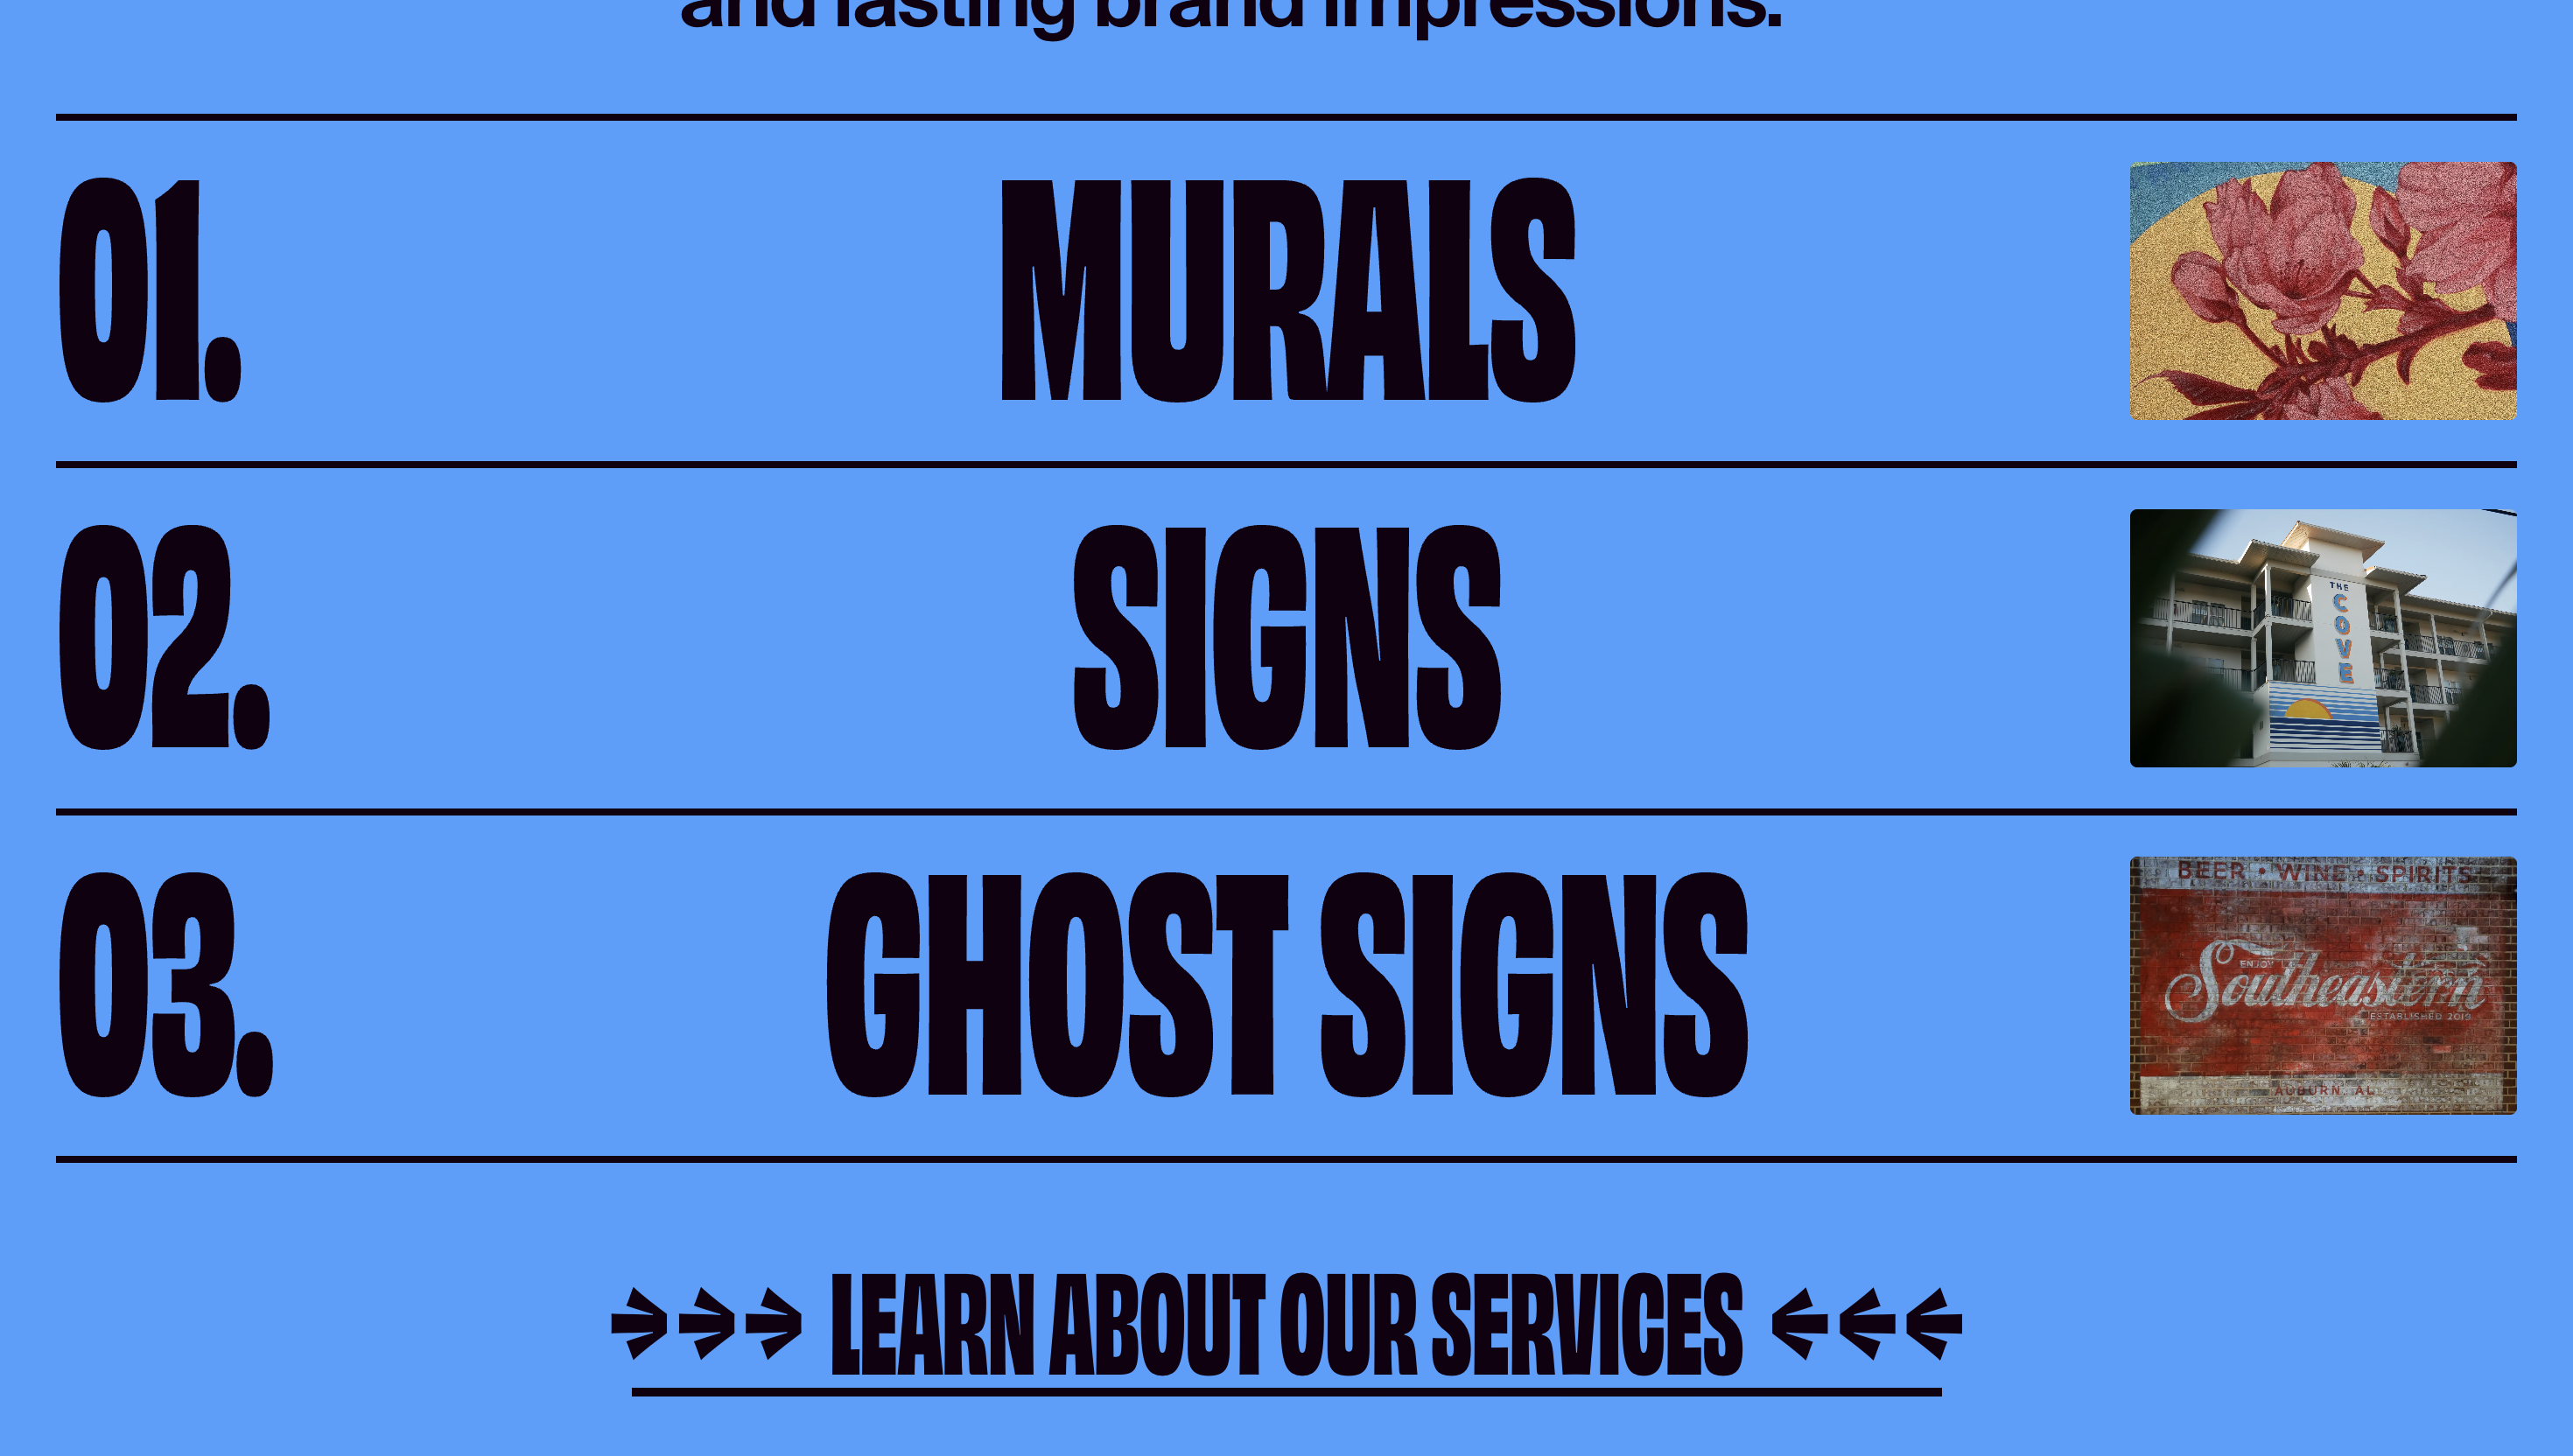 and lasting brand impressions.
01.
MURALS
02.
SIGNS
THE
COVE
03.
GHOST SIGNS
BEER • WINE • SPIRITS
ENJOY
Southeastern
ESTABLISHED 2019
AUBURN AL
→→→ LEARN ABOUT OUR SERVICES ←←←